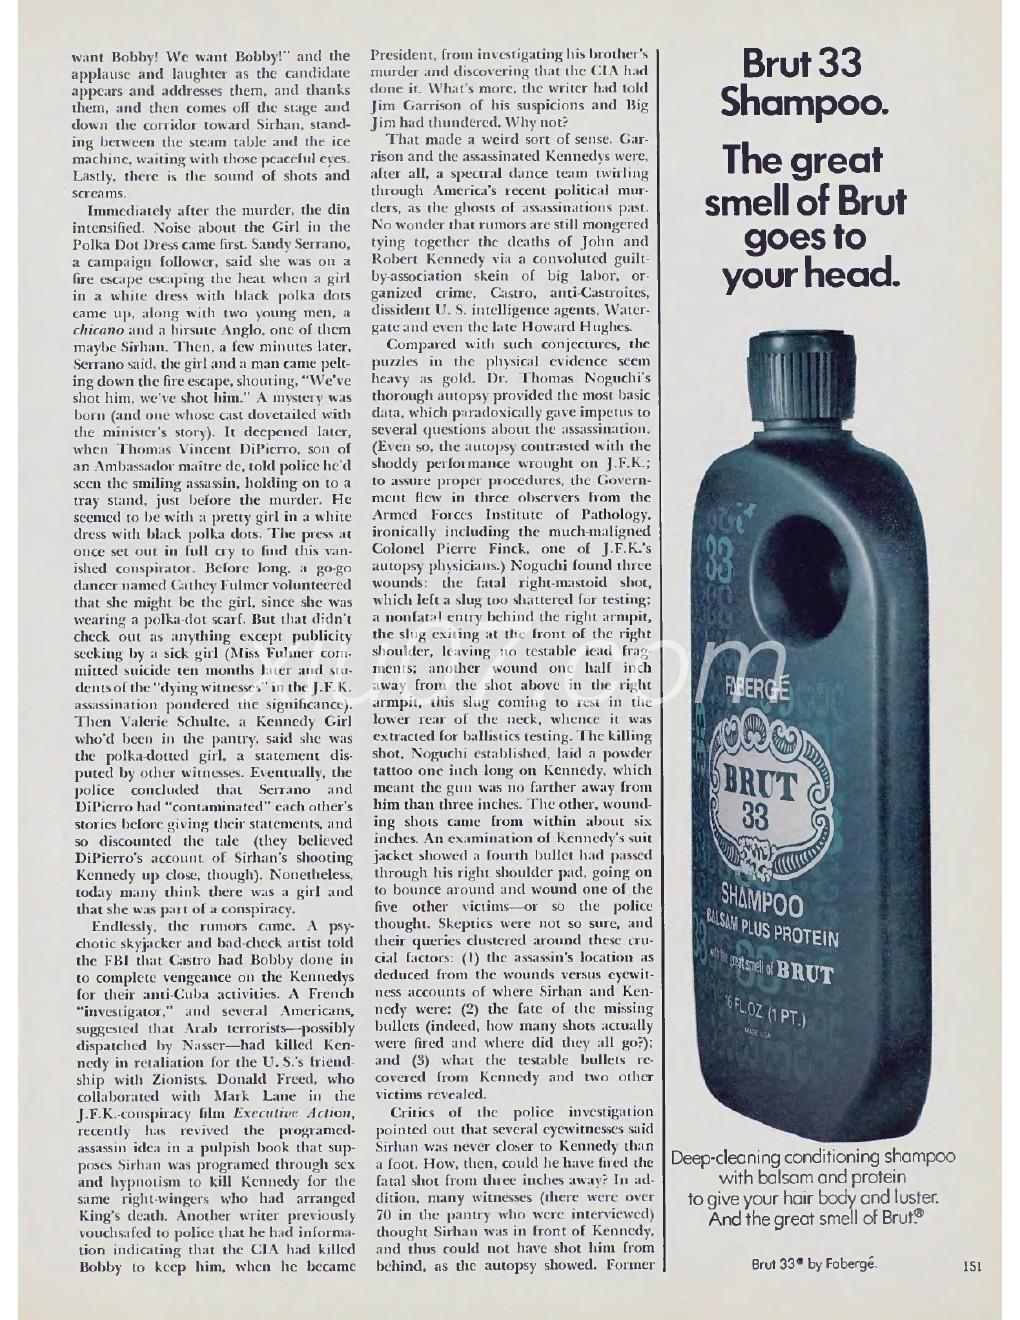 want Bobby! We want Bobby!" and the
applause and laughter as the candidate
appears and addresses them, and thanks
them, and then comes off the stage and
down the corridor toward Sirhan, stand-
ing between the steam table and the ice
machine, waiting with those peaceful eyes.
Lastly, there is the sound of shots and
screams.
Immediately after the murder, the din
intensified. Noise about the Girl in the
Polka Dot Dress came first. Sandy Serrano,
a campaign follower, said she was on a
fire escape escaping the heat when a girl
in a white dress with black polka dots
came up, along with two young men, a
chicano and a hirsute Anglo, one of them
maybe Sirhan. Then, a few minutes later,
Serrano said, the girl and a man came pelt-
ing down the fire escape, shouting, "We've
shot him, we've shot him." A mystery was
born (and one whose cast dovetailed with
the minister's story). It deepened later,
when Thomas Vincent DiPierro, son of
an Ambassador maître de, told police he'd
seen the smiling assassin, holding on to a
tray stand, just before the murder. He
seemed to be with a pretty girl in a white
dress with black polka dots. The press at
once set out in full cry to find this van-
ished conspirator. Before long, a go-go
dancer named Cathey Fulmer volunteered
that she might be the girl, since she was
wearing a polka-dot scarf. But that didn't
check out as anything except publicity
seeking by a sick girl (Miss Fulmer com-
mitted suicide ten months later and stu-
dents of the "dying witnesses" in the J.F.K.
assassination pondered the significance).
Then Valerie Schulte, a Kennedy Girl
who'd been in the pantry, said she was
the polka-dotted girl, a statement dis-
puted by other witnesses. Eventually, the
police concluded that Serrano and
DiPierro had "contaminated" each other's
stories before giving their statements, and
so discounted the tale (they believed
DiPierro's account of Sirhan's shooting
Kennedy up close, though). Nonetheless,
today many think there was a girl and
that she was part of a conspiracy.
Endlessly, the rumors came. A psy-
chotic skyjacker and bad-check artist told
the FBI that Castro had Bobby done in
to complete vengeance on the Kennedys
for their anti-Cuba activities. A French
"investigator," and several Americans,
suggested that Arab terrorists—possibly
dispatched by Nasser—had killed Ken-
nedy in retaliation for the U. S.'s friend-
ship with Zionists. Donald Freed, who
collaborated with Mark Lane in the
J.F.K.-conspiracy film Executive Action,
recently has revived the programed-
assassin idea in a pulpish book that sup-
poses Sirhan was programed through sex
and hypnotism to kill Kennedy for the
same right-wingers who had arranged
King's death. Another writer previously
vouchsafed to police that he had informa-
tion indicating that the CIA had killed
Bobby to keep him, when he became
President, from investigating his brother's
murder and discovering that the CIA had
done it. What's more, the writer had told
Jim Garrison of his suspicions and Big
Jim had thundered, Why not?
That made a weird sort of sense. Gar-
rison and the assassinated Kennedys were,
after all, a spectral dance team twirling
through America's recent political mur-
ders, as the ghosts of assassinations past.
No wonder that rumors are still mongered
tying together the deaths of John and
Robert Kennedy via a convoluted guilt-
by-association skein of big labor, or-
ganized crime, Castro, anti-Castroites,
dissident U. S. intelligence agents, Water-
gate and even the late Howard Hughes.
Compared with such conjectures, the
puzzles in the physical evidence seem
heavy as gold. Dr. Thomas Noguchi's
thorough autopsy provided the most basic
data, which paradoxically gave impetus to
several questions about the assassination.
(Even so, the autopsy contrasted with the
shoddy performance wrought on J.F.K.;
to assure proper procedures, the Govern-
ment flew in three observers from the
Armed Forces Institute of Pathology,
ironically including the much-maligned
Colonel Pierre Finck, one of J.F.K.'s
autopsy physicians.) Noguchi found three
wounds: the fatal right-mastoid shot,
which left a slug too shattered for testing;
a nonfatal entry behind the right armpit,
the slug exiting at the front of the right
shoulder, leaving no testable lead frag-
ments; another wound one half inch
away from the shot above in the right
armpit, this slug coming to rest in the
lower rear of the neck, whence it was
extracted for ballistics testing. The killing
shot, Noguchi established, laid a powder
tattoo one inch long on Kennedy, which
meant the gun was no farther away from
him than three inches. The other, wound-
ing shots came from within about six
inches. An examination of Kennedy's suit
jacket showed a fourth bullet had passed
through his right shoulder pad, going on
to bounce around and wound one of the
five other victims—or so the police
thought. Skeptics were not so sure, and
their queries clustered around these cru-
cial factors: (1) the assassin's location as
deduced from the wounds versus eyewit-
ness accounts of where Sirhan and Ken-
nedy were; (2) the fate of the missing
bullets (indeed, how many shots actually
were fired and where did they all go?);
and (3) what the testable bullets re-
covered from Kennedy and two other
victims revealed.
Critics of the police investigation
pointed out that several eyewitnesses said
Sirhan was never closer to Kennedy than
a foot. How, then, could he have fired the
fatal shot from three inches away? In ad-
dition, many witnesses (there were over
70 in the pantry who were interviewed)
thought Sirhan was in front of Kennedy,
and thus could not have shot him from
behind, as the autopsy showed. Former
Brut 33
Shampoo.
The great
smell of Brut
goes to
your head.
33
FABERGÉ
BRUT
33
SHAMPOO
BALSAM PLUS PROTEIN
with the great smell of BRUT
16 FL.OZ (1 PT.)
MADE USA
Deep-cleaning conditioning shampoo
with balsam and protein
to give your hair body and luster.
And the great smell of Brut.®
Brut 33® by Fabergé.
151